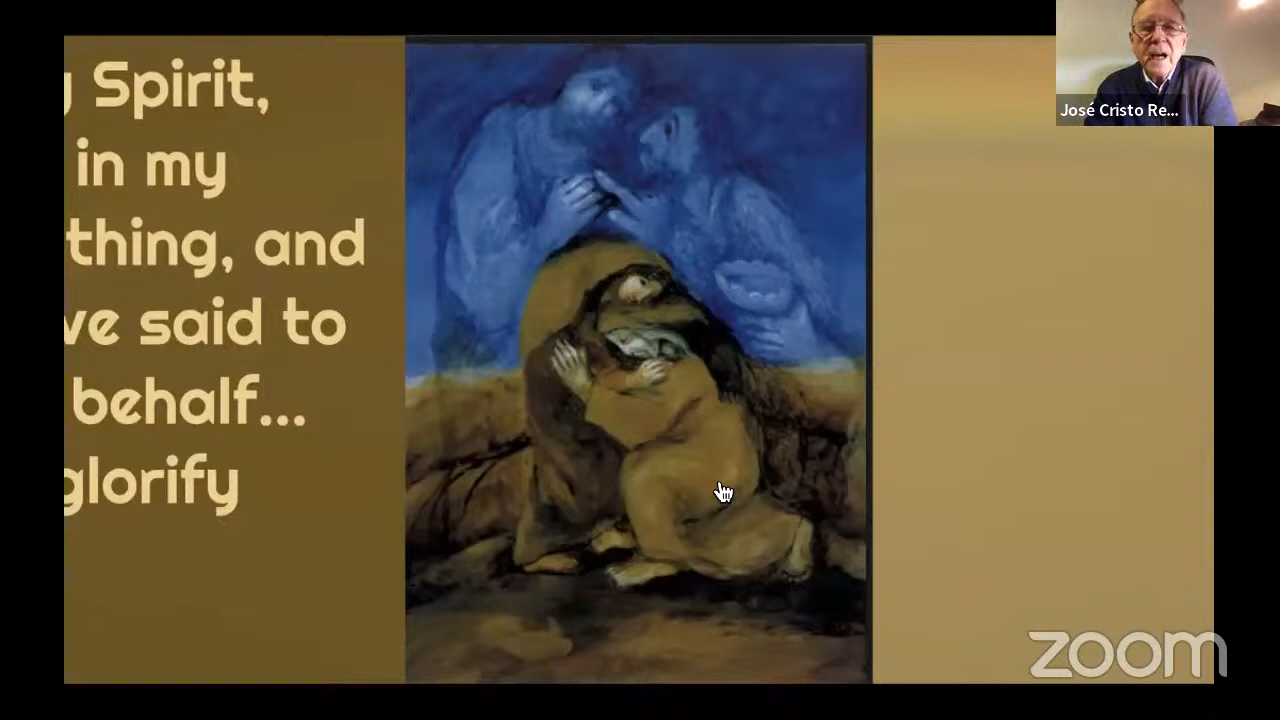 Spirit,
in my
thing, and
ve said to
behalf...
glorify
José Cristo Re...
zoom